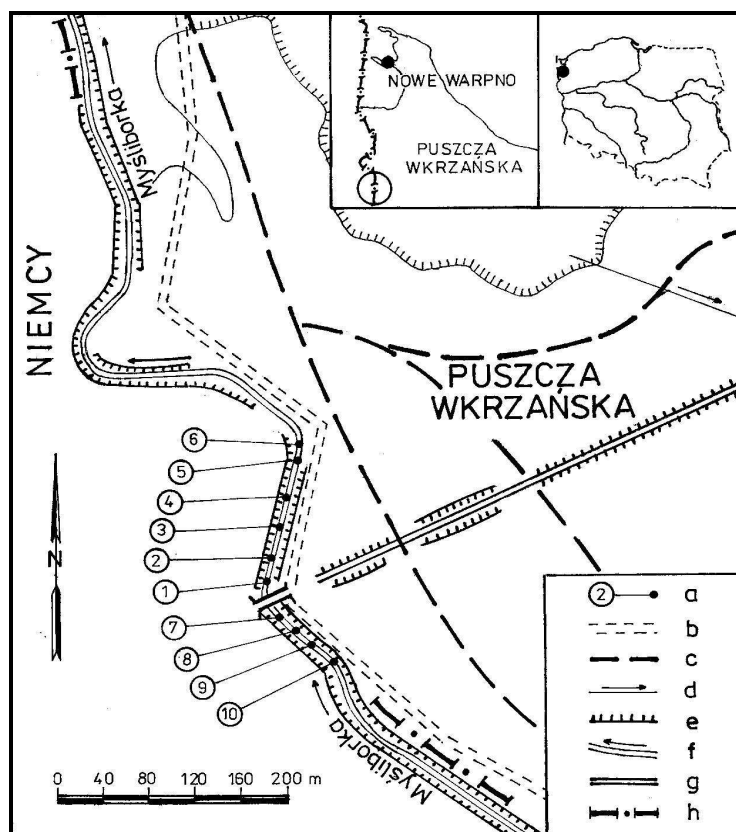 NOWE WARPNO
PUSZCZA
WKRZAŃSKA
Myśliborka
NIEMCY
PUSZCZA
WKRZAŃSKA
6
5
4
3
2
1
7
8
9
10
N
Myśliborka
0 40 80 120 160 200 m
2 a
b
c
d
e
f
g
h